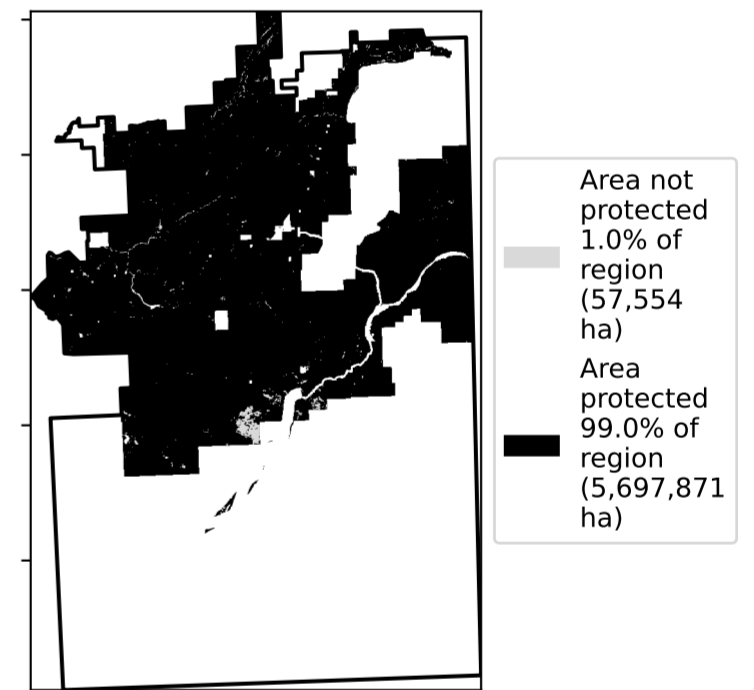 Area not
protected
1.0% of
region
(57,554
ha)
Area
protected
99.0% of
region
(5,697,871
ha)